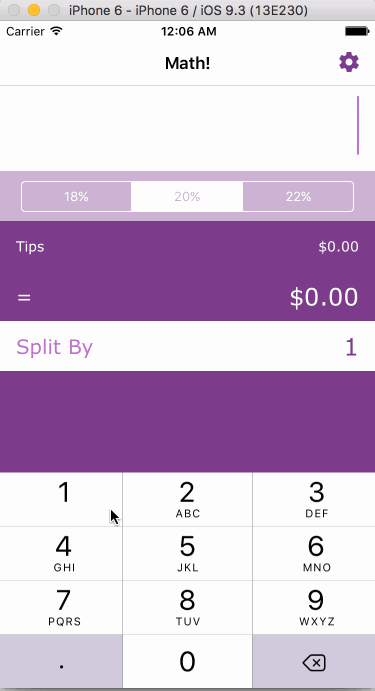 iPhone 6 - iPhone 6 / iOS 9.3 (13E230)
Carrier 12:06 AM
Math!
18% 20% 22%
Tips $0.00
= $0.00
Split By 1
1 2 3
ABC DEF
4 5 6
GHI JKL MNO
7 8 9
PQRS TUV WXYZ
. 0